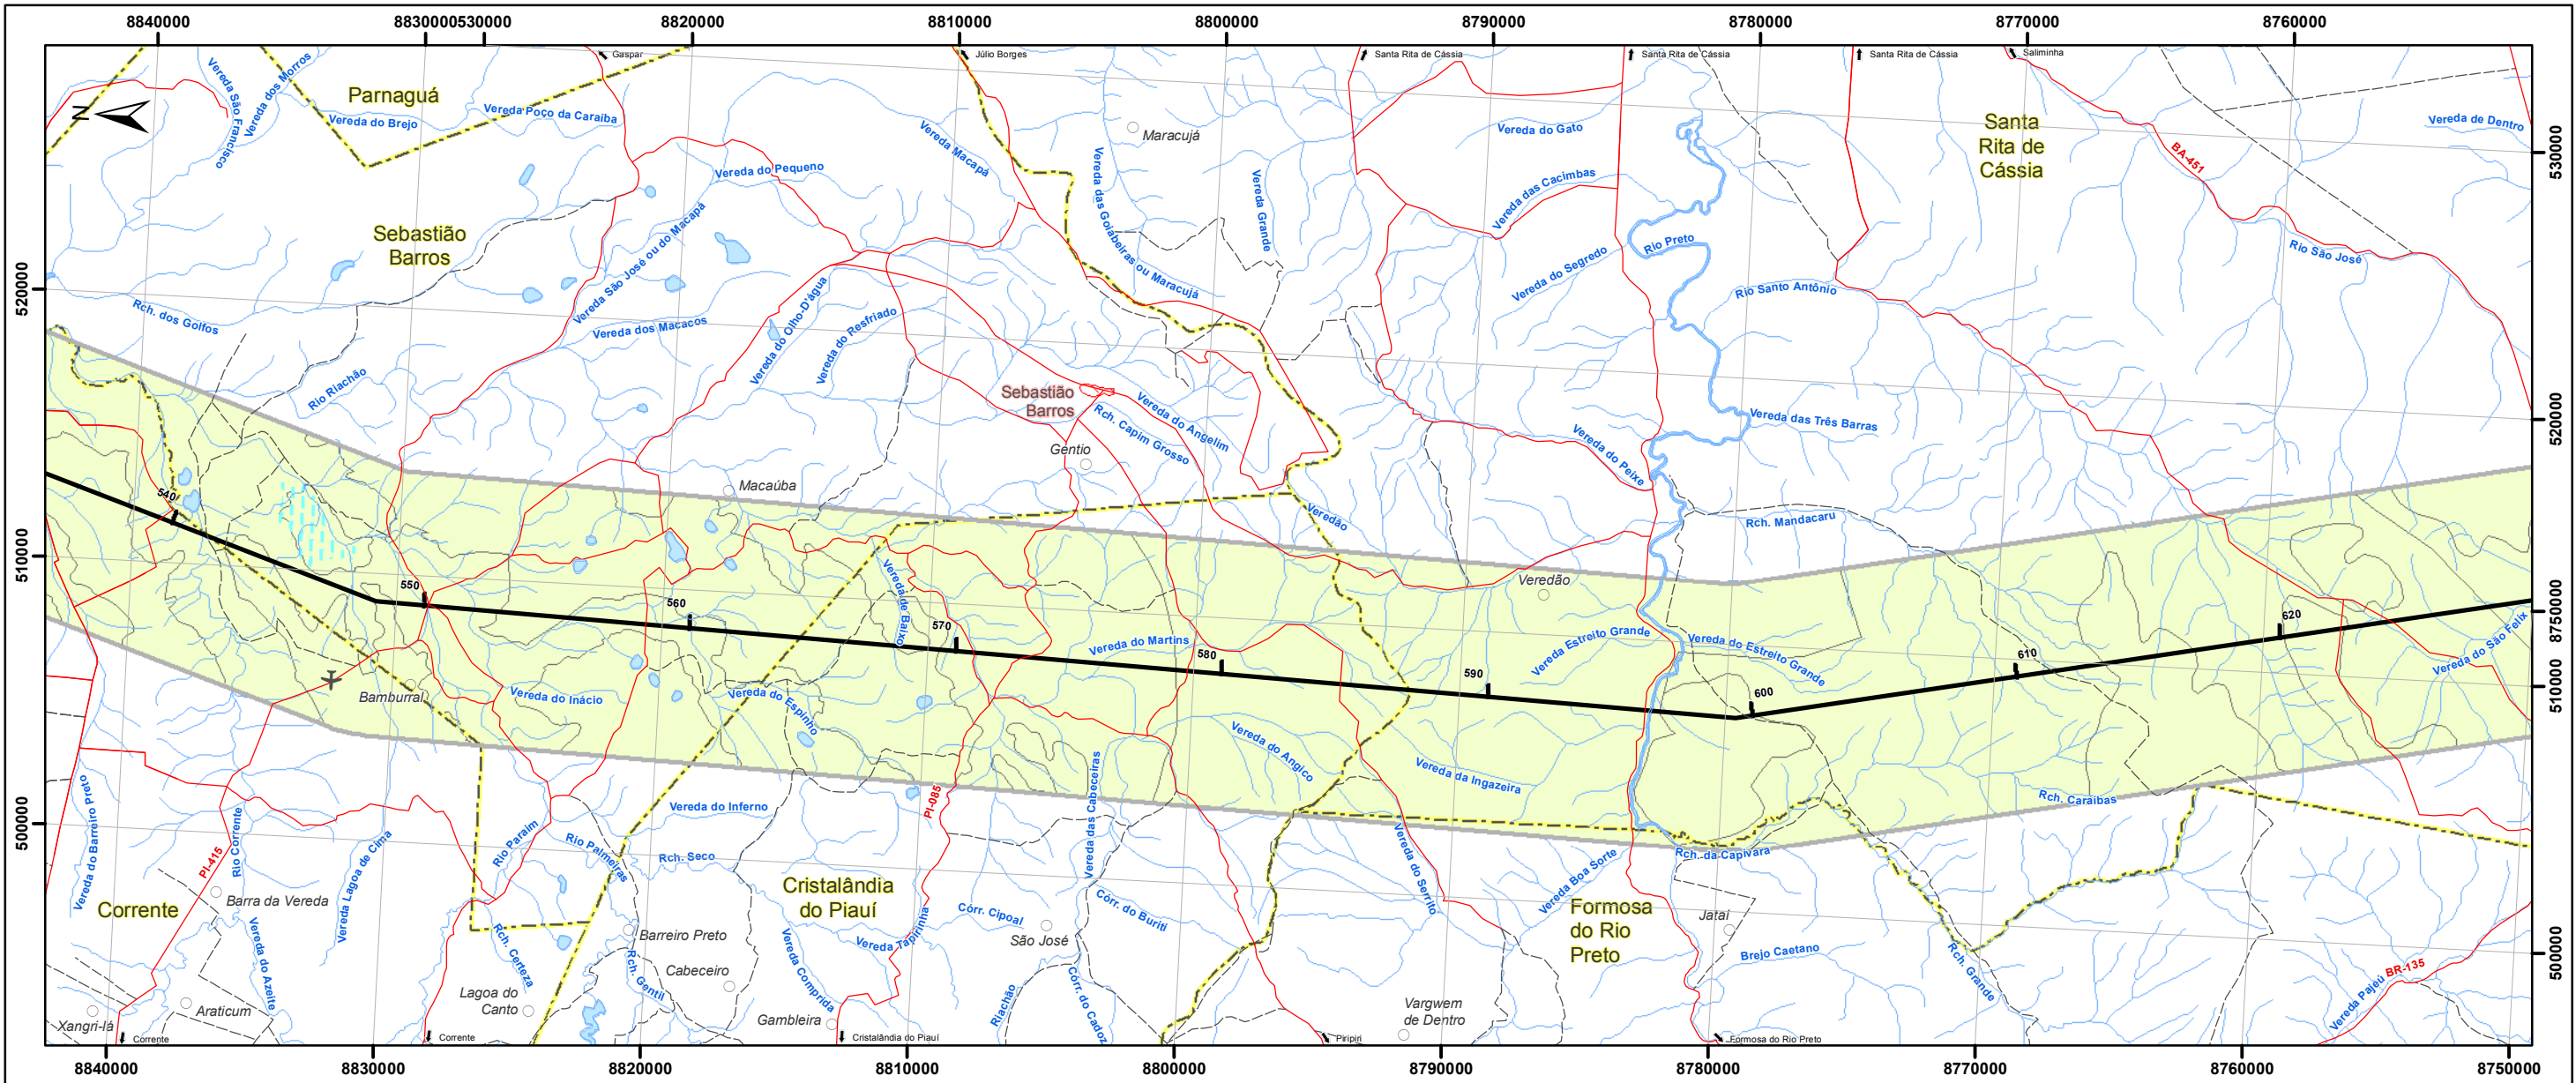 8840000
8830000530000
8820000
8810000
8800000
8790000
8780000
8770000
8760000
Gaspar
Júlio Borges
Santa Rita de Cássia
Santa Rita de Cássia
Santa Rita de Cássia
Saliminha
N
Vereda São Francisco
Vereda dos Morros
Parnaguá
Vereda do Brejo
Vereda Poço da Caraíba
Vereda Macapá
Maracujá
Vereda do Gato
Santa
Rita de
Cássia
Vereda de Dentro
530000
BA-451
Vereda do Pequeno
Vereda das Goiabeiras ou Maracujá
Vereda Grande
Vereda das Cacimbas
Sebastião
Barros
Vereda São José ou do Macapá
Rio Preto
Vereda do Segredo
Rio São José
520000
Rch. dos Golfos
Vereda dos Macacos
Vereda do Olho-D'água
Vereda do Resfriado
Rio Santo Antônio
Rio Riachão
Sebastião
Barros
Rch. Capim Grosso
Vereda do Angelim
Vereda das Três Barras
520000
Gentio
Vereda do Peixe
Macaúba
540
Veredão
Rch. Mandacaru
510000
550
560
570
580
590
600
610
620
Vereda de Baixo
Veredão
8750000
Vereda do Martins
Vereda Estreito Grande
Vereda do Estreito Grande
Vereda do São Felix
510000
Bamburral
Vereda do Inácio
Vereda do Espinho
Vereda do Angico
Vereda da Ingazeira
Vereda do Barreiro Preto
Vereda do Inferno
PI-085
Vereda das Cabeceiras
Rch. Caraíbas
500000
Rio Corrente
PI-415
Vereda Lagoa de Cima
Rio Paraim
Rio Palmeiras
Rch. Seco
Vereda do Serrito
Vereda Boa Sorte
Rch. da Capivara
Corrente
Barra da Vereda
Vereda do Azeite
Cristalândia
do Piauí
Vereda Tapirinha
Córr. Cipoal
Córr. do Buriti
São José
Formosa
do Rio
Preto
Jataí
Brejo Caetano
Rch. Grande
500000
Barreiro Preto
Rch. Certeza
Rch. Gentil
Cabeceiro
Vereda Comprida
Riachão
Córr. do Cadoz
BR-135
Vereda Pajeú
Lagoa do
Canto
Xangri-lá
Araticum
Gambleira
Vargwem
de Dentro
Corrente
Corrente
Cristalândia do Piauí
Piripiri
Formosa do Rio Preto
8840000
8830000
8820000
8810000
8800000
8790000
8780000
8770000
8760000
8750000